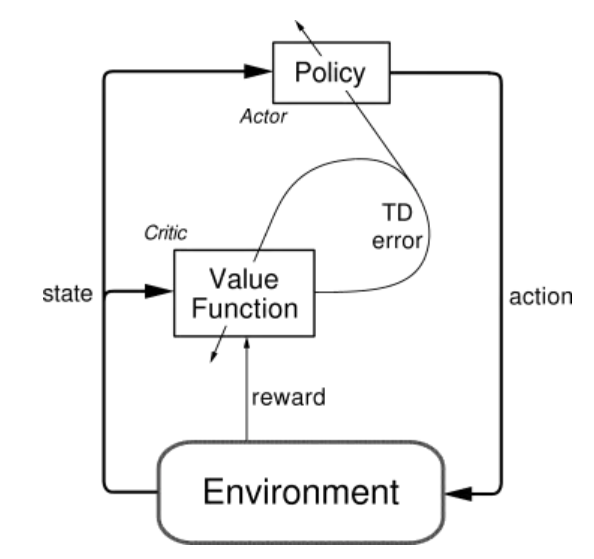 Policy
Actor
TD
error
Critic
Value
Function
state
action
reward
Environment